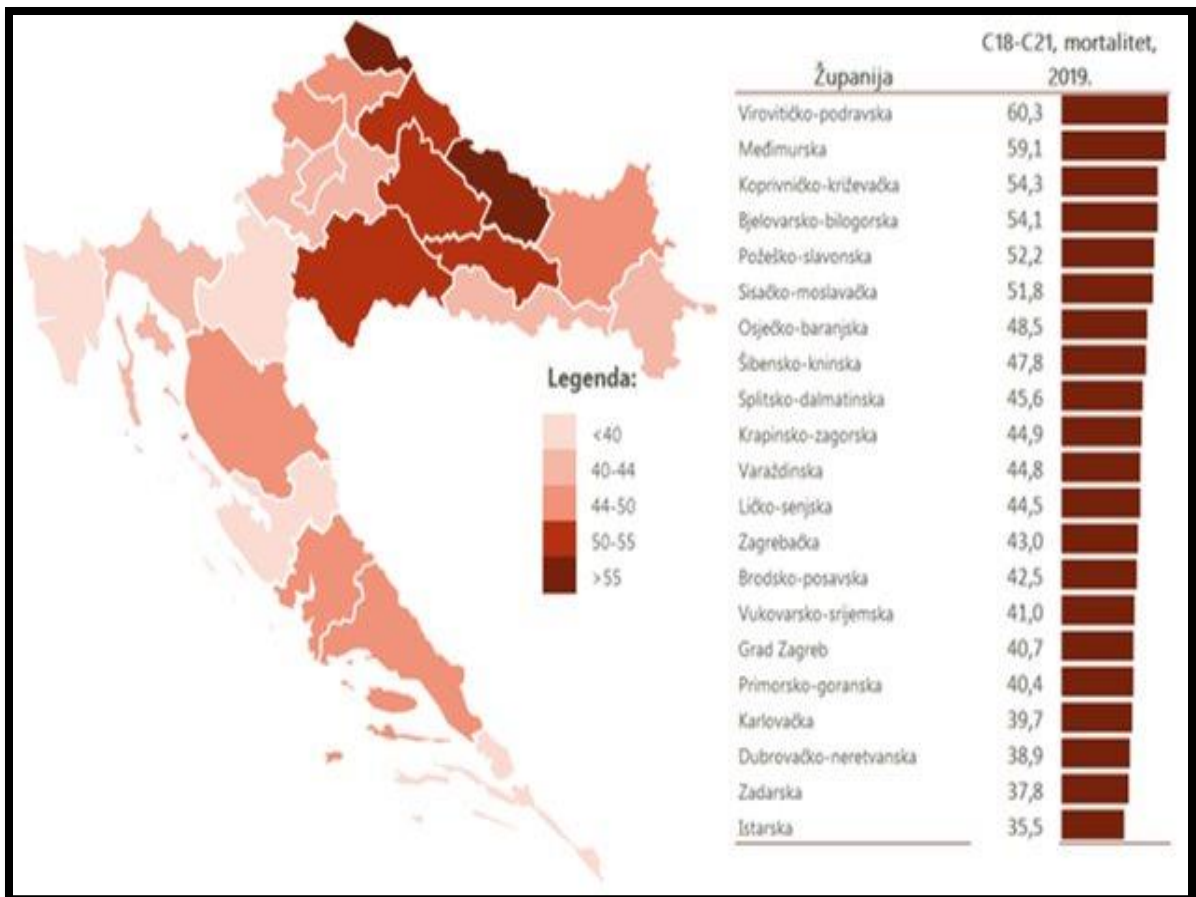 Županija
C18-C21, mortalitet,
2019.
Virovitičko-podravska 60,3
Međimurska 59,1
Koprivničko-križevačka 54,3
Bjelovarsko-bilogorska 54,1
Požeško-slavonska 52,2
Sisačko-moslavačka 51,8
Osječko-baranjska 48,5
Šibensko-kninska 47,8
Splitsko-dalmatinska 45,6
Krapinsko-zagorska 44,9
Varaždinska 44,8
Ličko-senjska 44,5
Zagrebačka 43,0
Brodsko-posavska 42,5
Vukovarsko-srijemska 41,0
Grad Zagreb 40,7
Primorsko-goranska 40,4
Karlovačka 39,7
Dubrovačko-neretvanska 38,9
Zadarska 37,8
Istarska 35,5
Legenda:
<40
40-44
44-50
50-55
>55